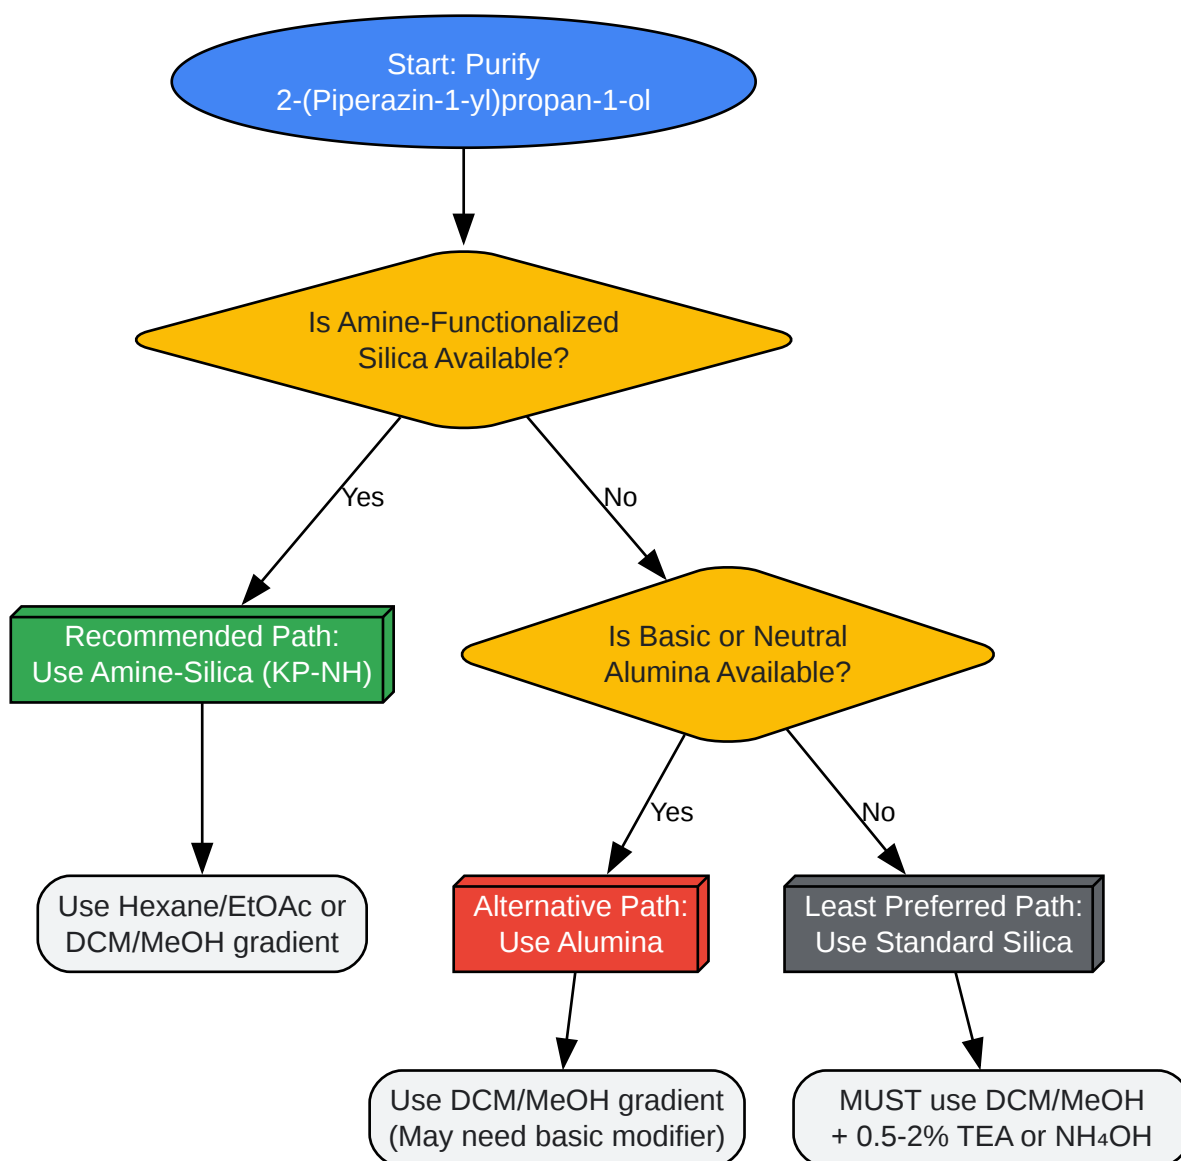 Start: Purify
2-(Piperazin-1-yl)propan-1-ol
Is Amine-Functionalized
Silica Available?
Yes
No
Recommended Path:
Use Amine-Silica (KP-NH)
Is Basic or Neutral
Alumina Available?
Yes
No
Use Hexane/EtOAc or
DCM/MeOH gradient
Alternative Path:
Use Alumina
Least Preferred Path:
Use Standard Silica
Use DCM/MeOH gradient
(May need basic modifier)
MUST use DCM/MeOH
+ 0.5-2% TEA or NH₄OH